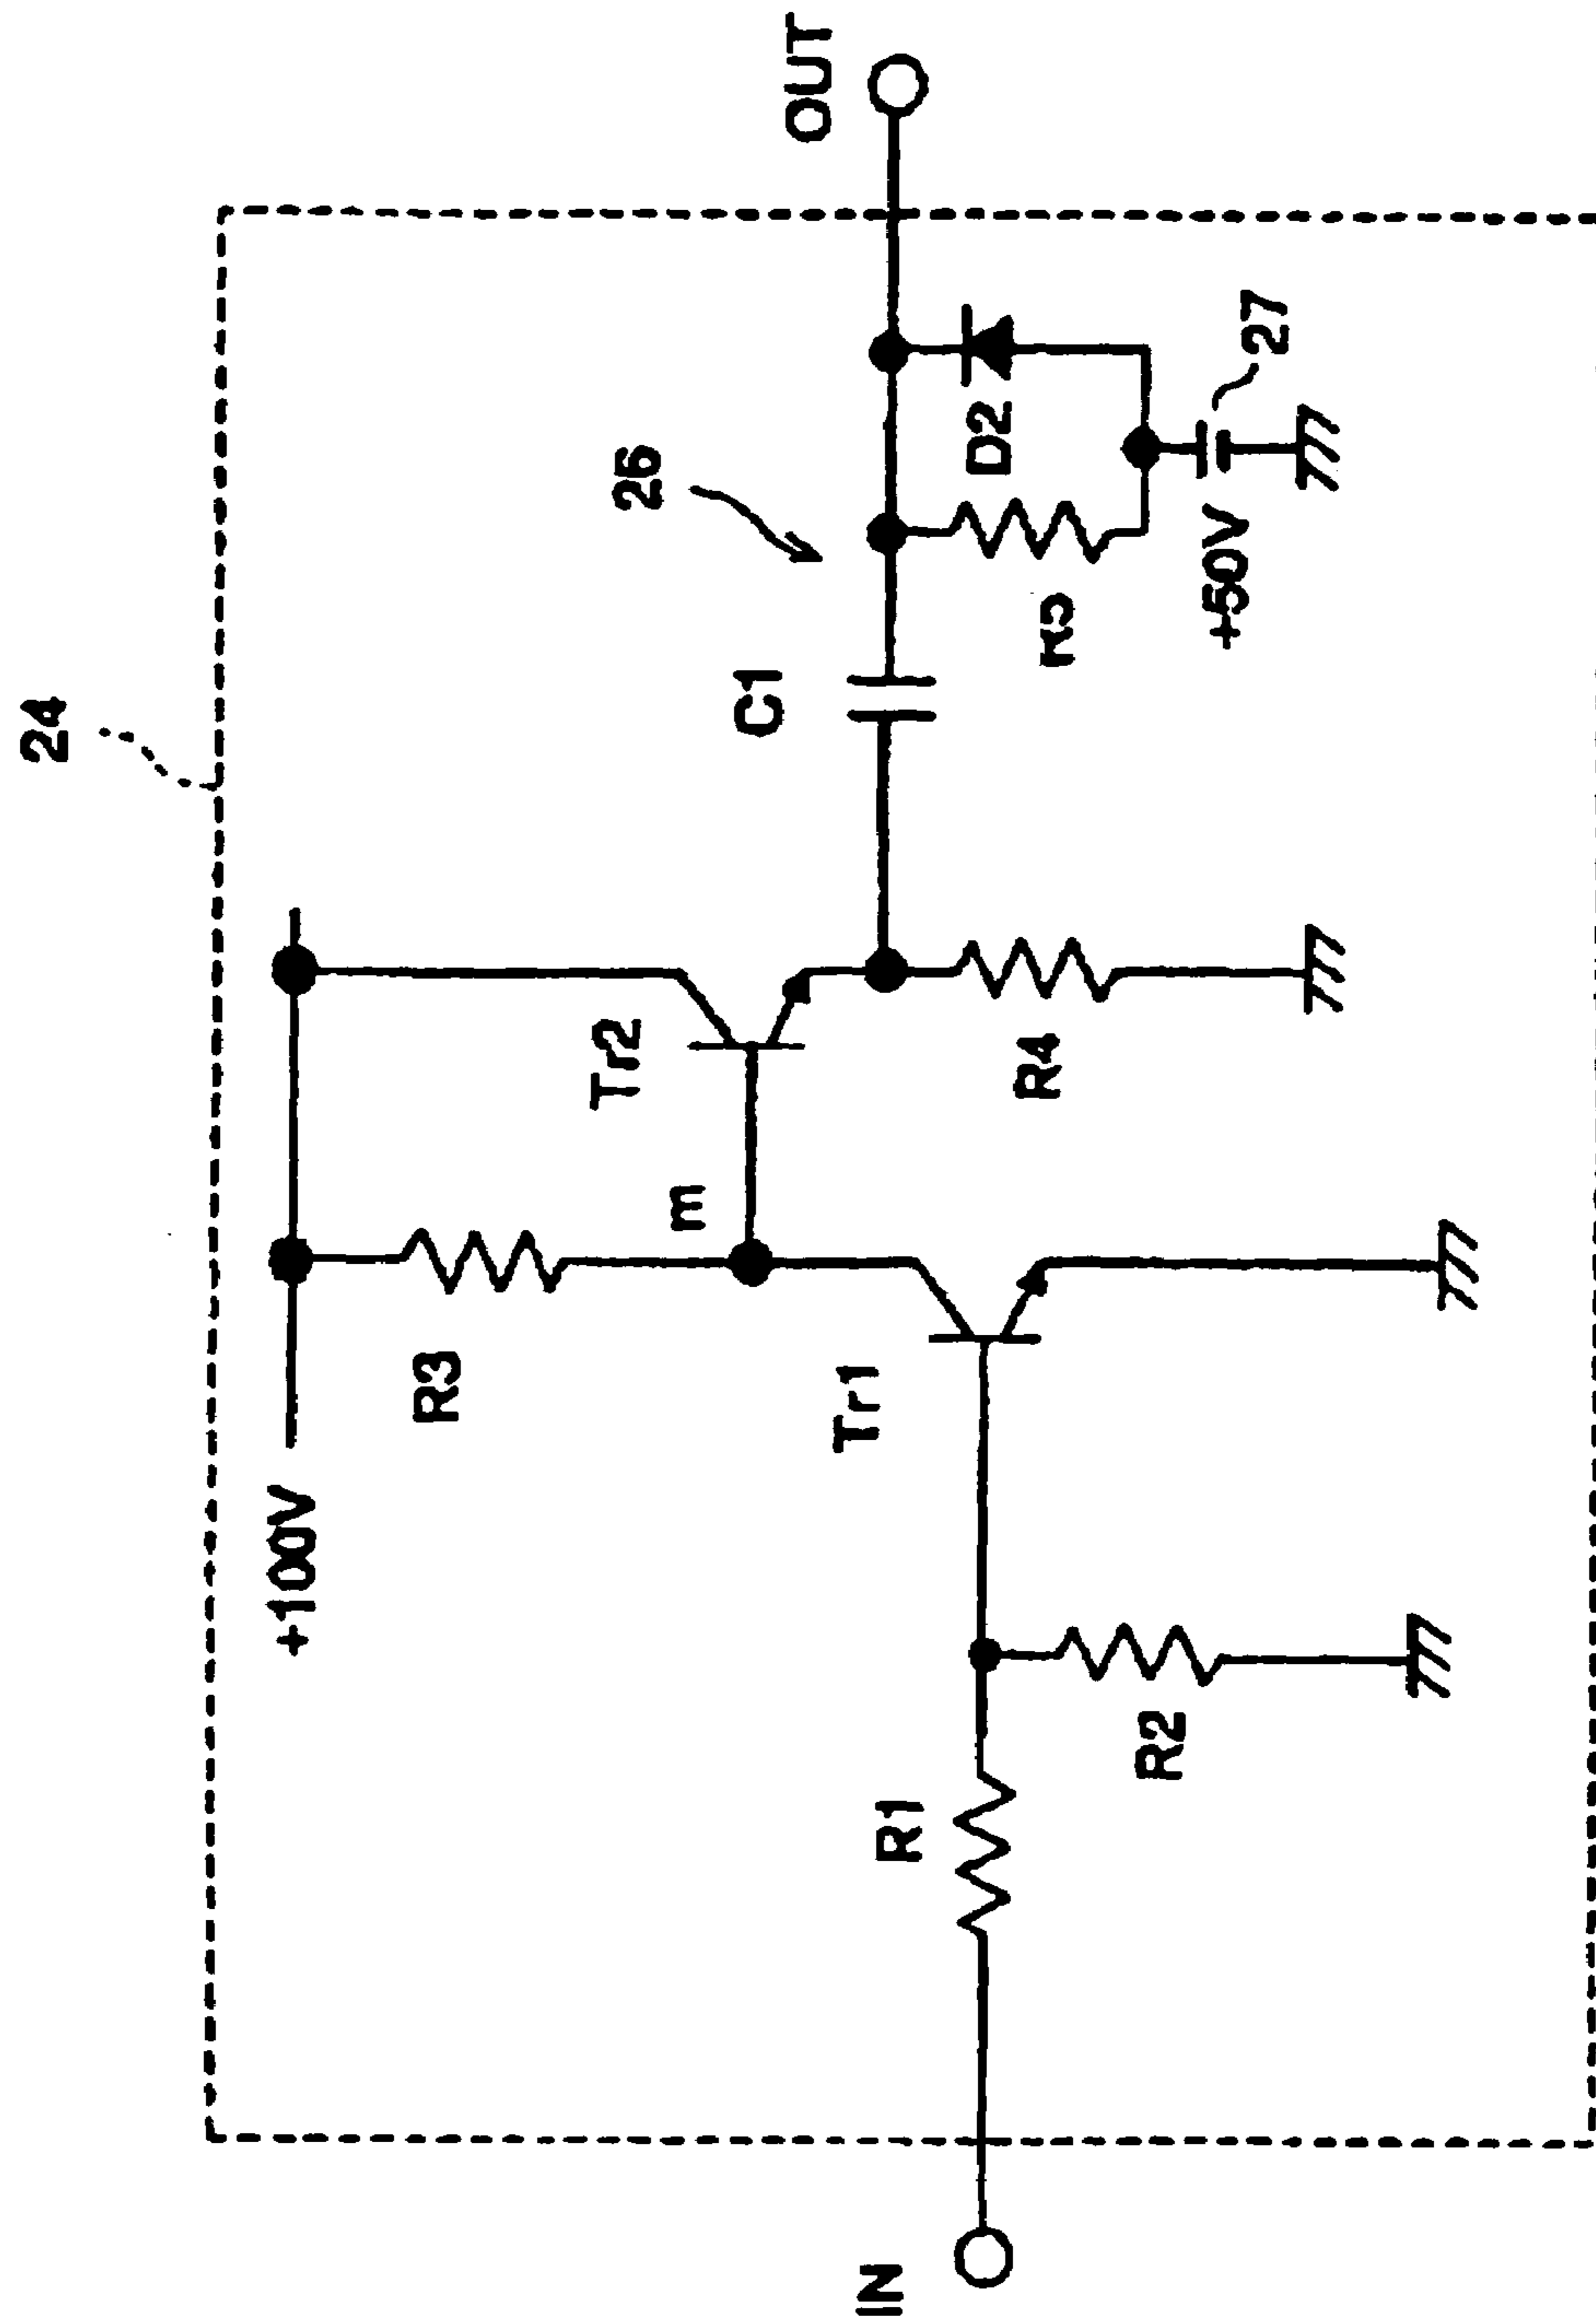 24
+100V
R3
m
Tr2
26
C1
OUT
Tr1
R1
IN
R2
R4
R5
D2
+50V
27